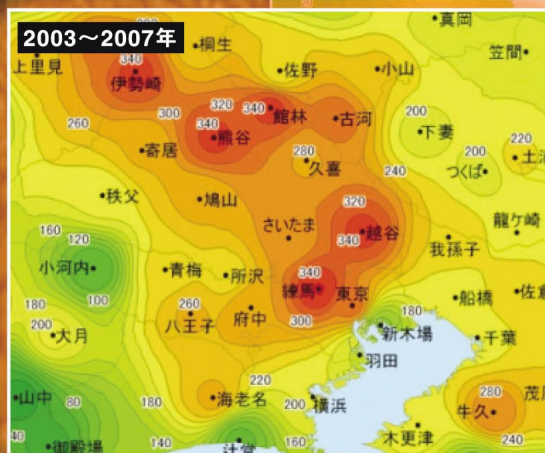 20
2003〜2007年
真岡
桐生
笠間
上里見
340
佐野
小山
伊勢崎
320
340
館林
200
300
古河
260
340
熊谷
下妻
220
280
200
寄居
久喜
土浦
240
つくば
秩父
鳩山
320
龍ケ崎
160
さいたま
越谷
120
340
我孫子
小河内
青梅
所沢
340
100
練馬
東京
船橋
佐倉
180
260
300
180
200
大月
八王子
府中
新木場
千葉
羽田
220
280
山中
80
180
海老名
200
横浜
牛久
茂原
40
御殿場
140
辻堂
160
木更津
240